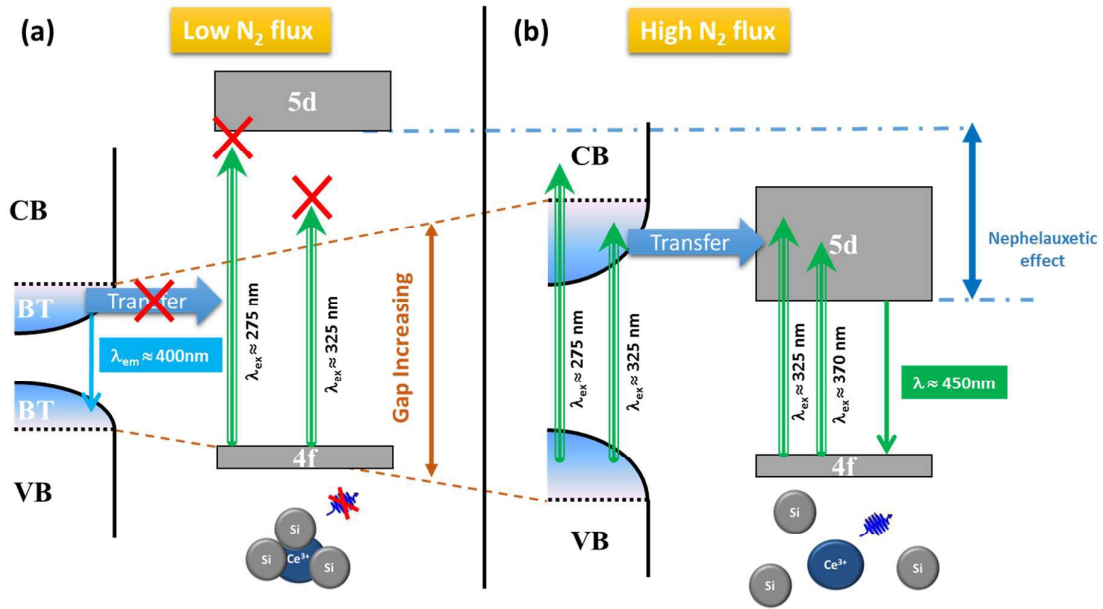 (a)
Low N₂ flux
5d
CB
BT
Transfer
λem ≈ 400nm
BT
VB
λex ≈ 275 nm
λex ≈ 325 nm
4f
Gap Increasing
Si
Si
Ce³⁺
Si
(b)
High N₂ flux
CB
Transfer
5d
Nephelauxetic
effect
λex ≈ 275 nm
λex ≈ 325 nm
λex ≈ 325 nm
λex ≈ 370 nm
λ ≈ 450nm
4f
VB
Si
Ce³⁺
Si
Si